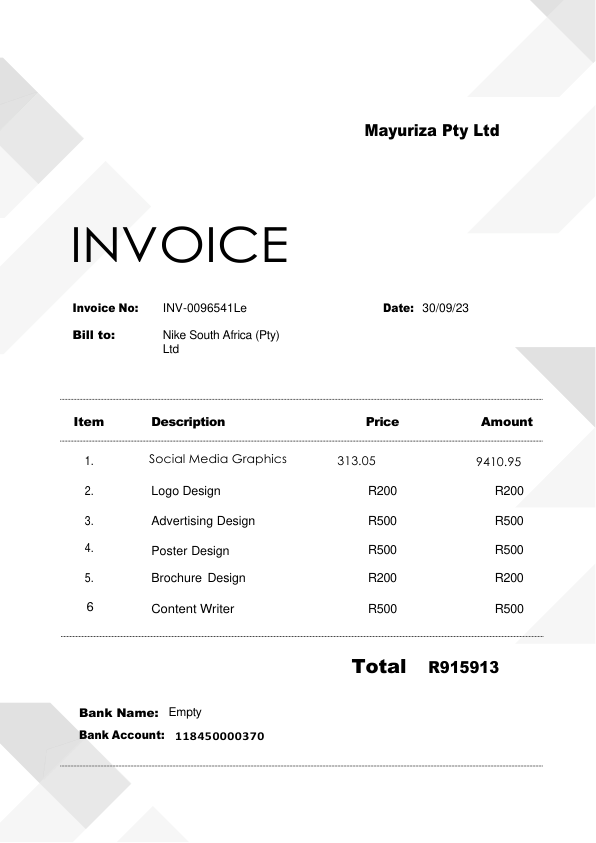 Mayuriza Pty Ltd
INVOICE
Invoice No: INV-0096541Le Date: 30/09/23
Bill to: Nike South Africa (Pty)
Ltd
Item Description Price Amount
1. Social Media Graphics 313.05 9410.95
2. Logo Design R200 R200
3. Advertising Design R500 R500
4. Poster Design R500 R500
5. Brochure Design R200 R200
6 Content Writer R500 R500
Total R915913
Bank Name: Empty
Bank Account: 118450000370